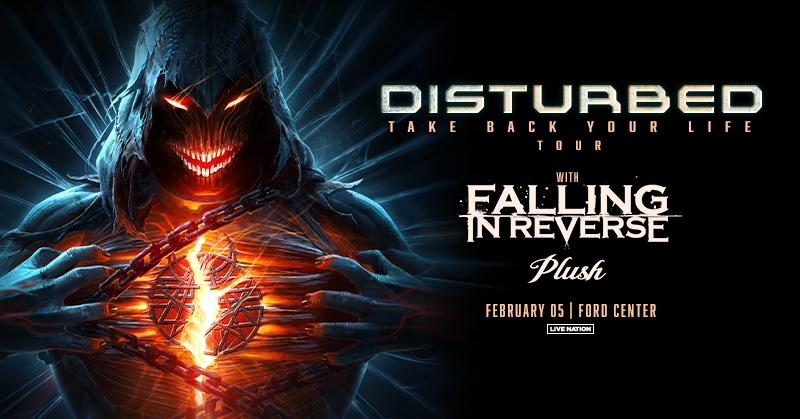 DISTURBED
TAKE BACK YOUR LIFE
TOUR
WITH
FALLING
IN REVERSE
Plush
FEBRUARY 05 | FORD CENTER
LIVE NATION